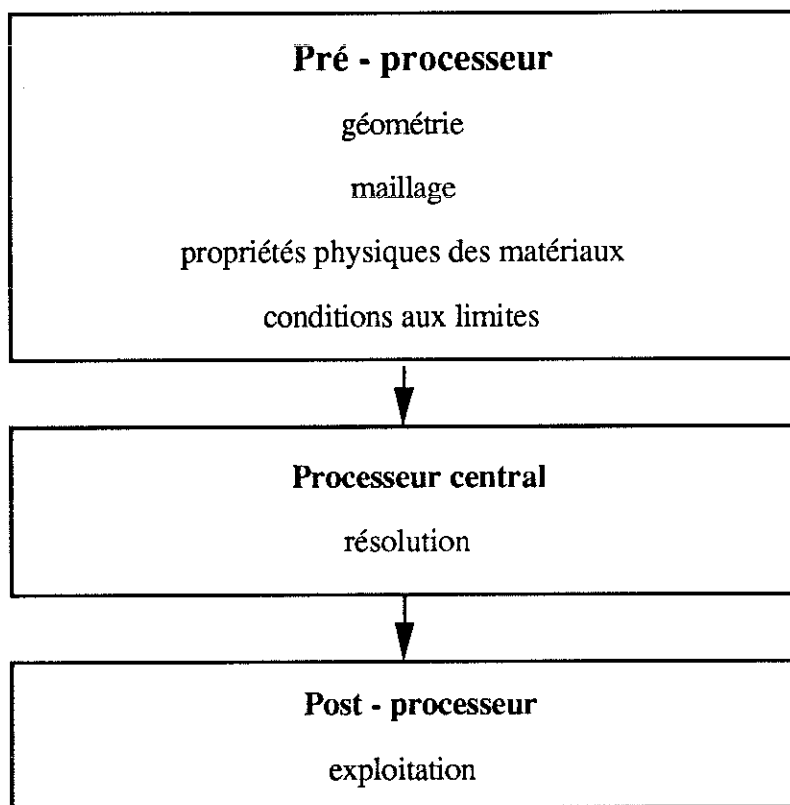 Pré - processeur
géométrie
maillage
propriétés physiques des matériaux
conditions aux limites
Processeur central
résolution
Post - processeur
exploitation